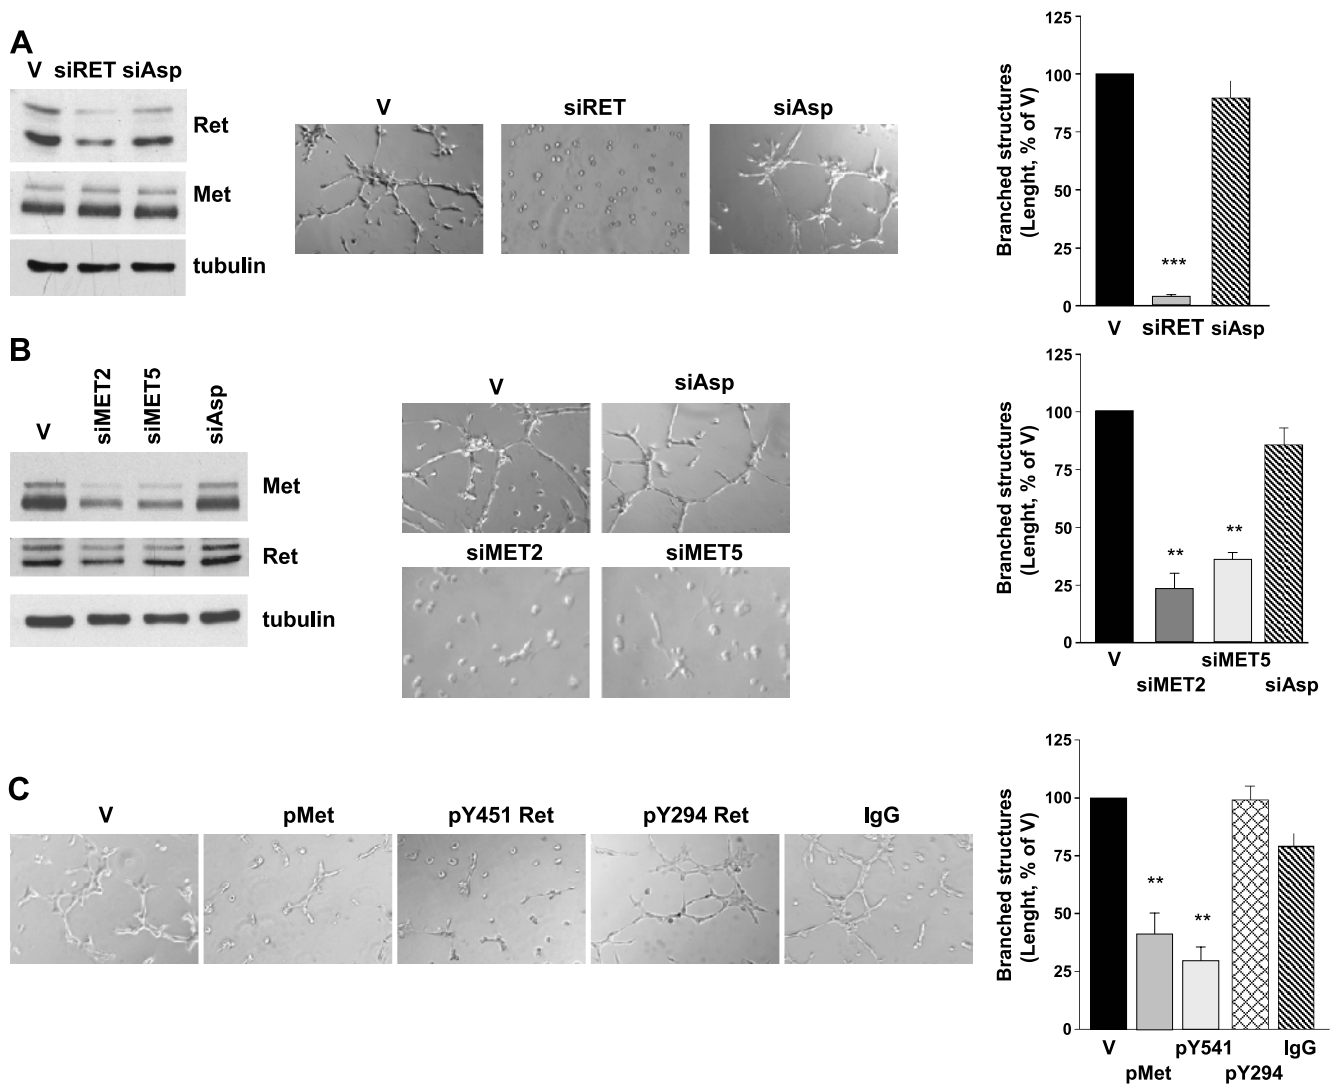 A
V siRET siAsp
Ret
Met
tubulin
V siRET siAsp
Branched structures
(Lenght, % of V)
125
100
75
50
25
0
***
V siRET siAsp
B
V siMET2 siMET5 siAsp
Met
Ret
tubulin
V siAsp
siMET2 siMET5
Branched structures
(Lenght, % of V)
125
100
75
50
25
0
** **
V siMET5
siMET2 siAsp
C
V pMet pY451 Ret pY294 Ret IgG
Branched structures
(Lenght, % of V)
125
100
75
50
25
0
** **
V pY541 IgG
pMet pY294